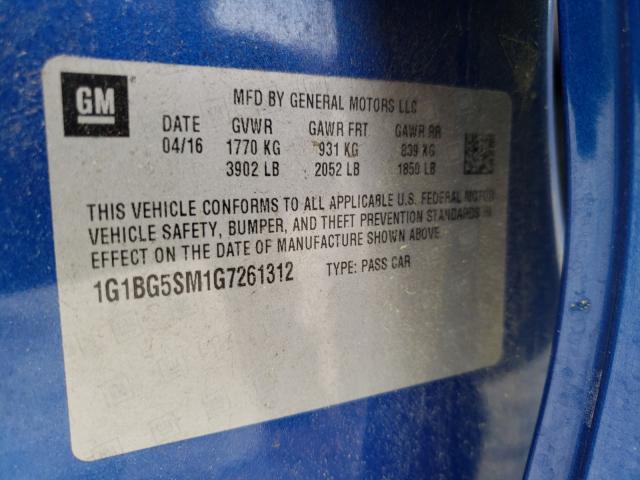 GM
MFD BY GENERAL MOTORS LLC
DATE GVWR GAWR FRT GAWR RR
04/16 1770 KG 931 KG 839 KG
3902 LB 2052 LB 1850 LB
THIS VEHICLE CONFORMS TO ALL APPLICABLE U.S. FEDERAL MOTOR
VEHICLE SAFETY, BUMPER, AND THEFT PREVENTION STANDARDS IN
EFFECT ON THE DATE OF MANUFACTURE SHOWN ABOVE.
1G1BG5SM1G7261312 TYPE: PASS CAR